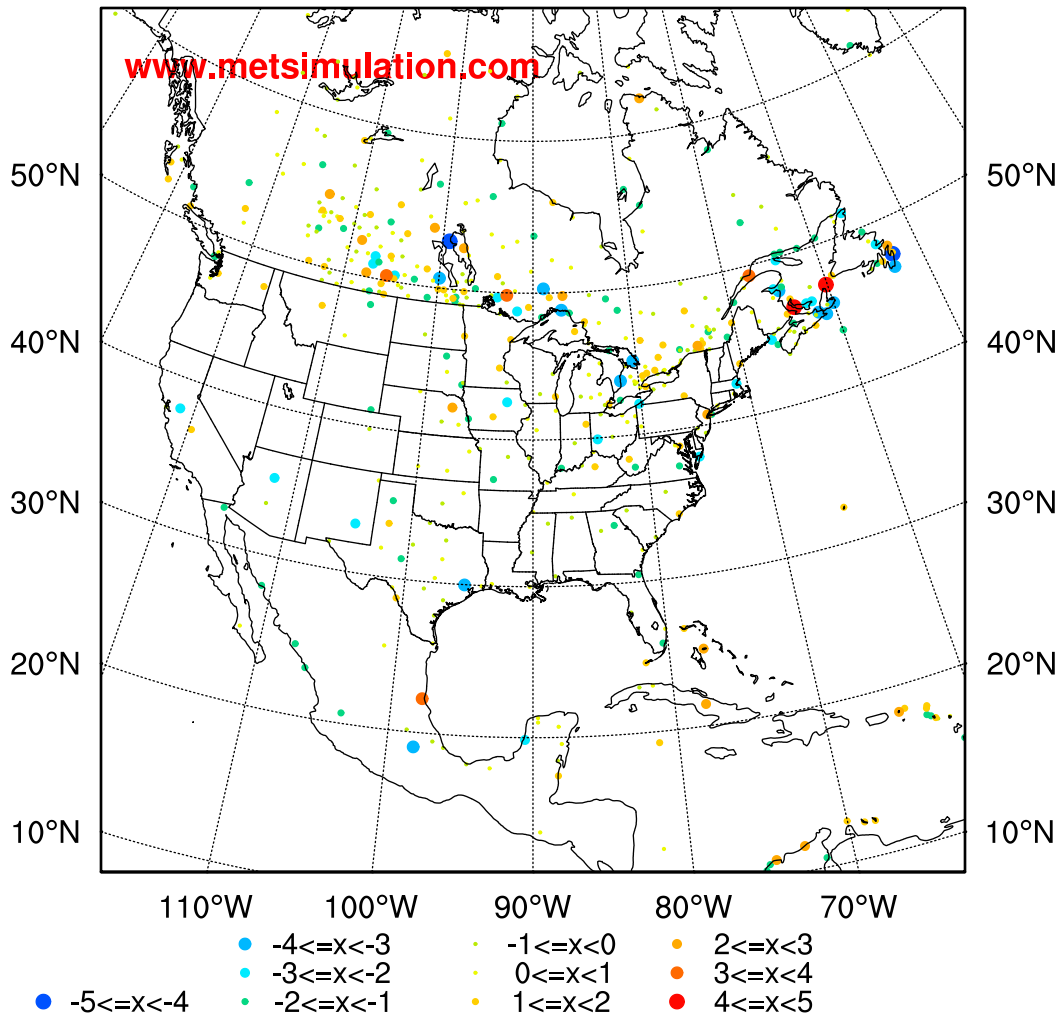 www.metsimulation.com
50°N 50°N
40°N 40°N
30°N 30°N
20°N 20°N
10°N 10°N
110°W 100°W 90°W 80°W 70°W
-4<=x<-3 -1<=x<0 2<=x<3
-3<=x<-2 0<=x<1 3<=x<4
-5<=x<-4 -2<=x<-1 1<=x<2 4<=x<5